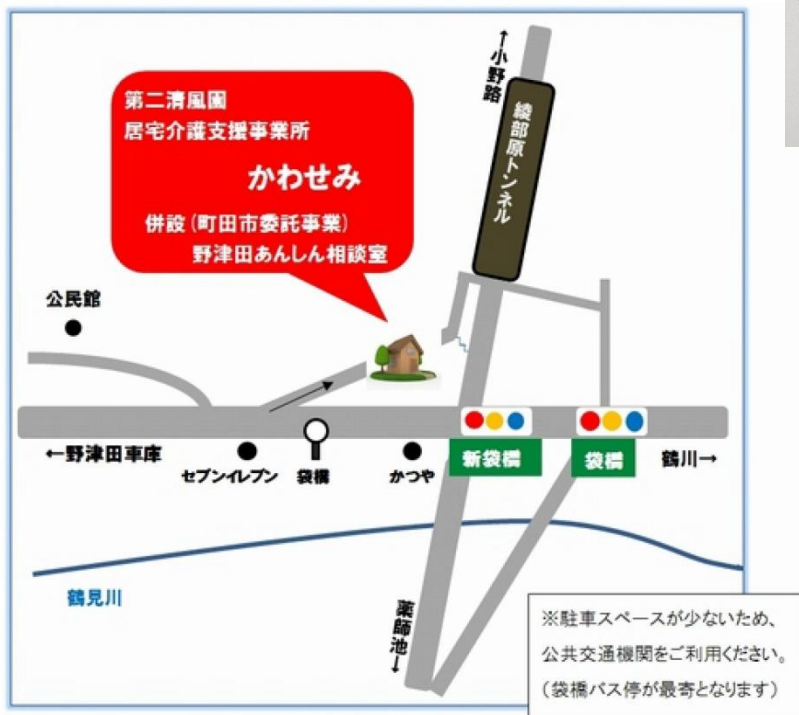 ↑小野路
綾部原トンネル
第二清風園
居宅介護支援事業所
かわせみ
併設(町田市委託事業)
野津田あんしん相談室
公民館
←野津田車庫
セブンイレブン
袋橋
かつや
新袋橋
袋橋
鶴川→
鶴見川
薬師池→
※駐車スペースが少ないため、
公共交通機関をご利用ください。
(袋橋バス停が最寄となります)